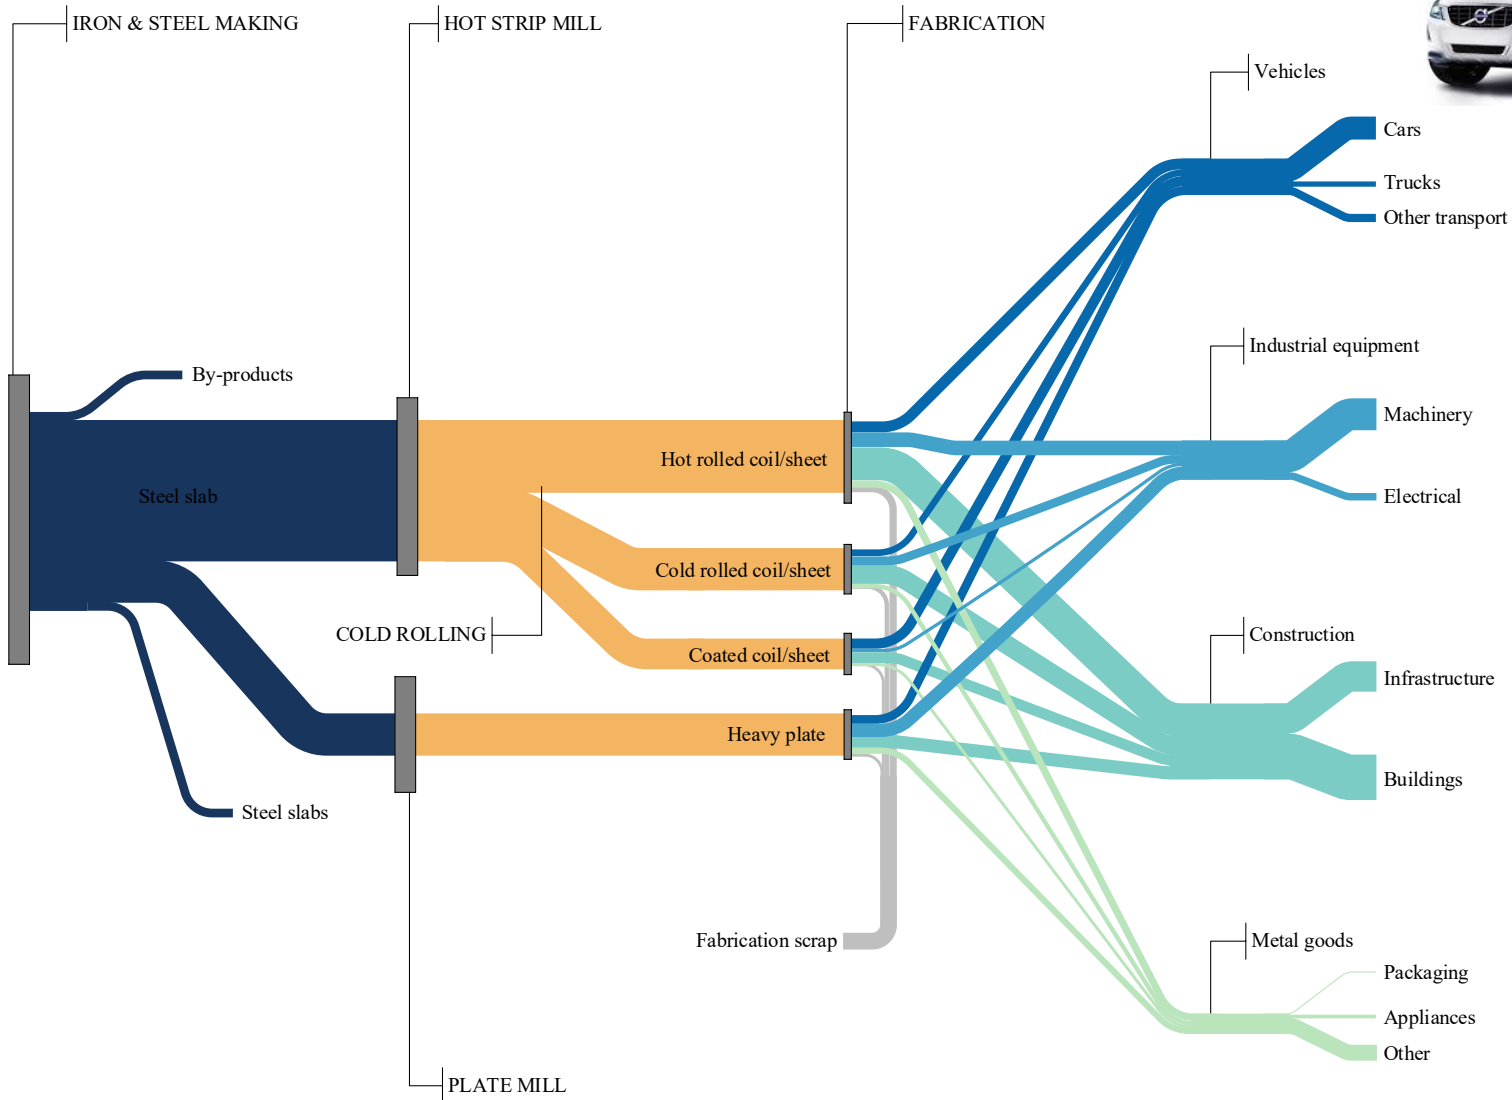 IRON & STEEL MAKING
HOT STRIP MILL
FABRICATION
Vehicles
Cars
Trucks
Other transport
Industrial equipment
By-products
Machinery
Hot rolled coil/sheet
Steel slab
Electrical
Cold rolled coil/sheet
COLD ROLLING
Construction
Coated coil/sheet
Infrastructure
Heavy plate
Buildings
Steel slabs
Fabrication scrap
Metal goods
Packaging
Appliances
Other
PLATE MILL